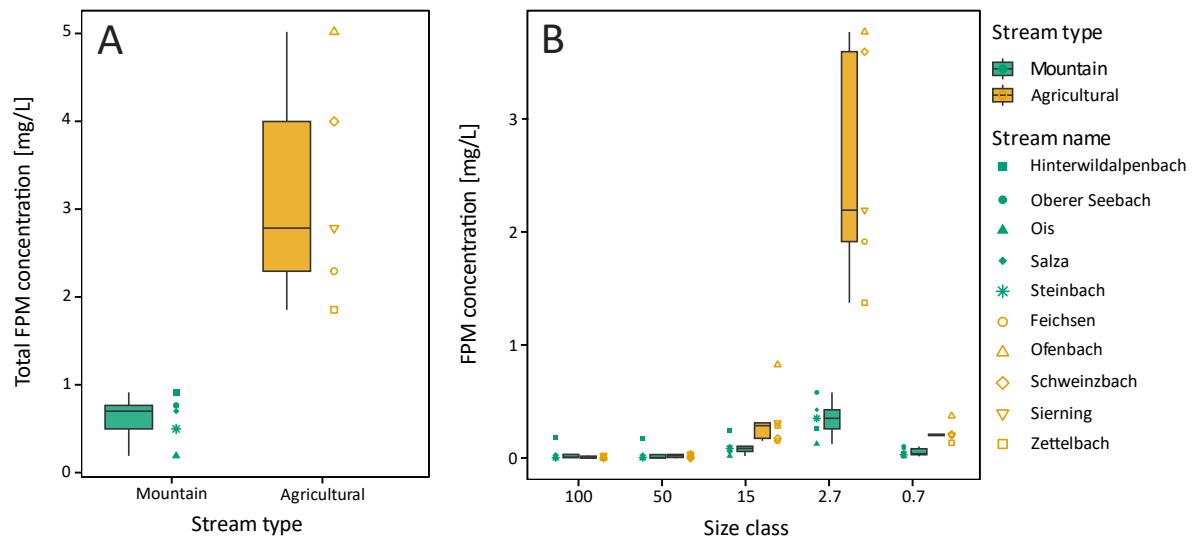 A
Total FPM concentration [mg/L]
5
4
3
2
1
0
Mountain
Agricultural
Stream type
B
FPM concentration [mg/L]
3
2
1
0
100
50
15
2.7
0.7
Size class
Stream type
Mountain
Agricultural
Stream name
Hinterwildalpenbach
Oberer Seebach
Ois
Salza
Steinbach
Feichsen
Ofenbach
Schweinzbach
Sierning
Zettelbach